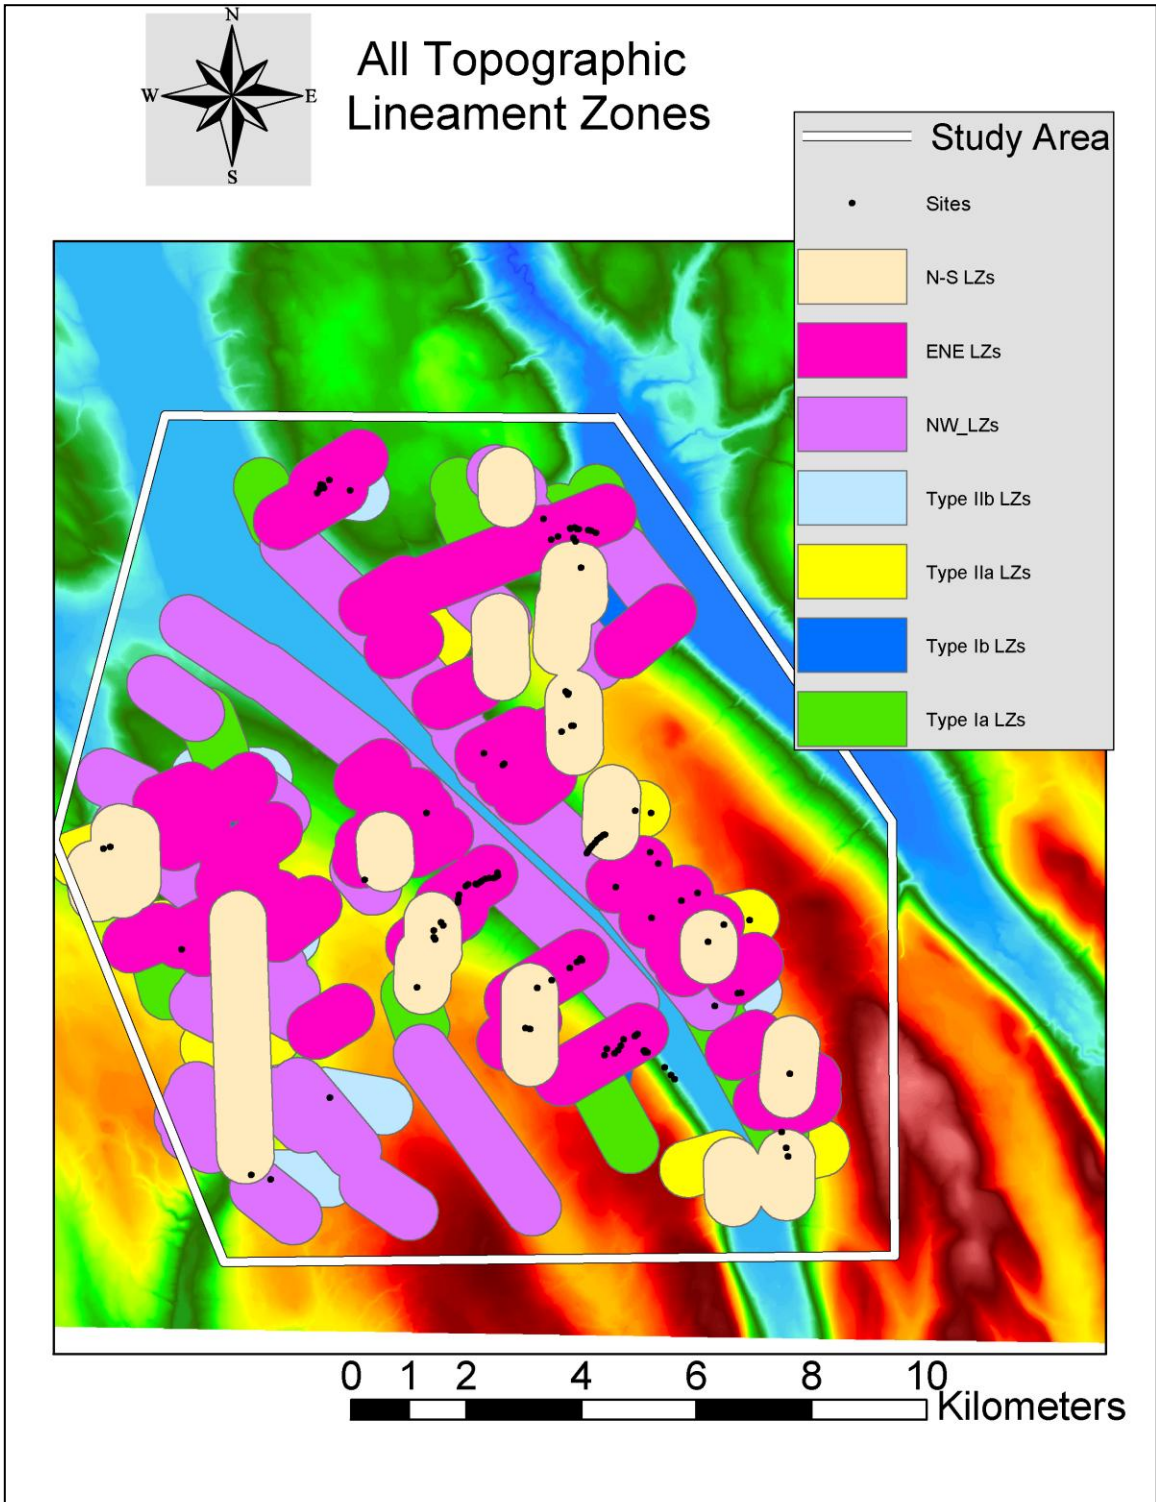 N
W
E
S
All Topographic
Lineament Zones
Study Area
Sites
N-S LZs
ENE LZs
NW_LZs
Type IIb LZs
Type IIa LZs
Type Ib LZs
Type Ia LZs
0 1 2 4 6 8 10
Kilometers